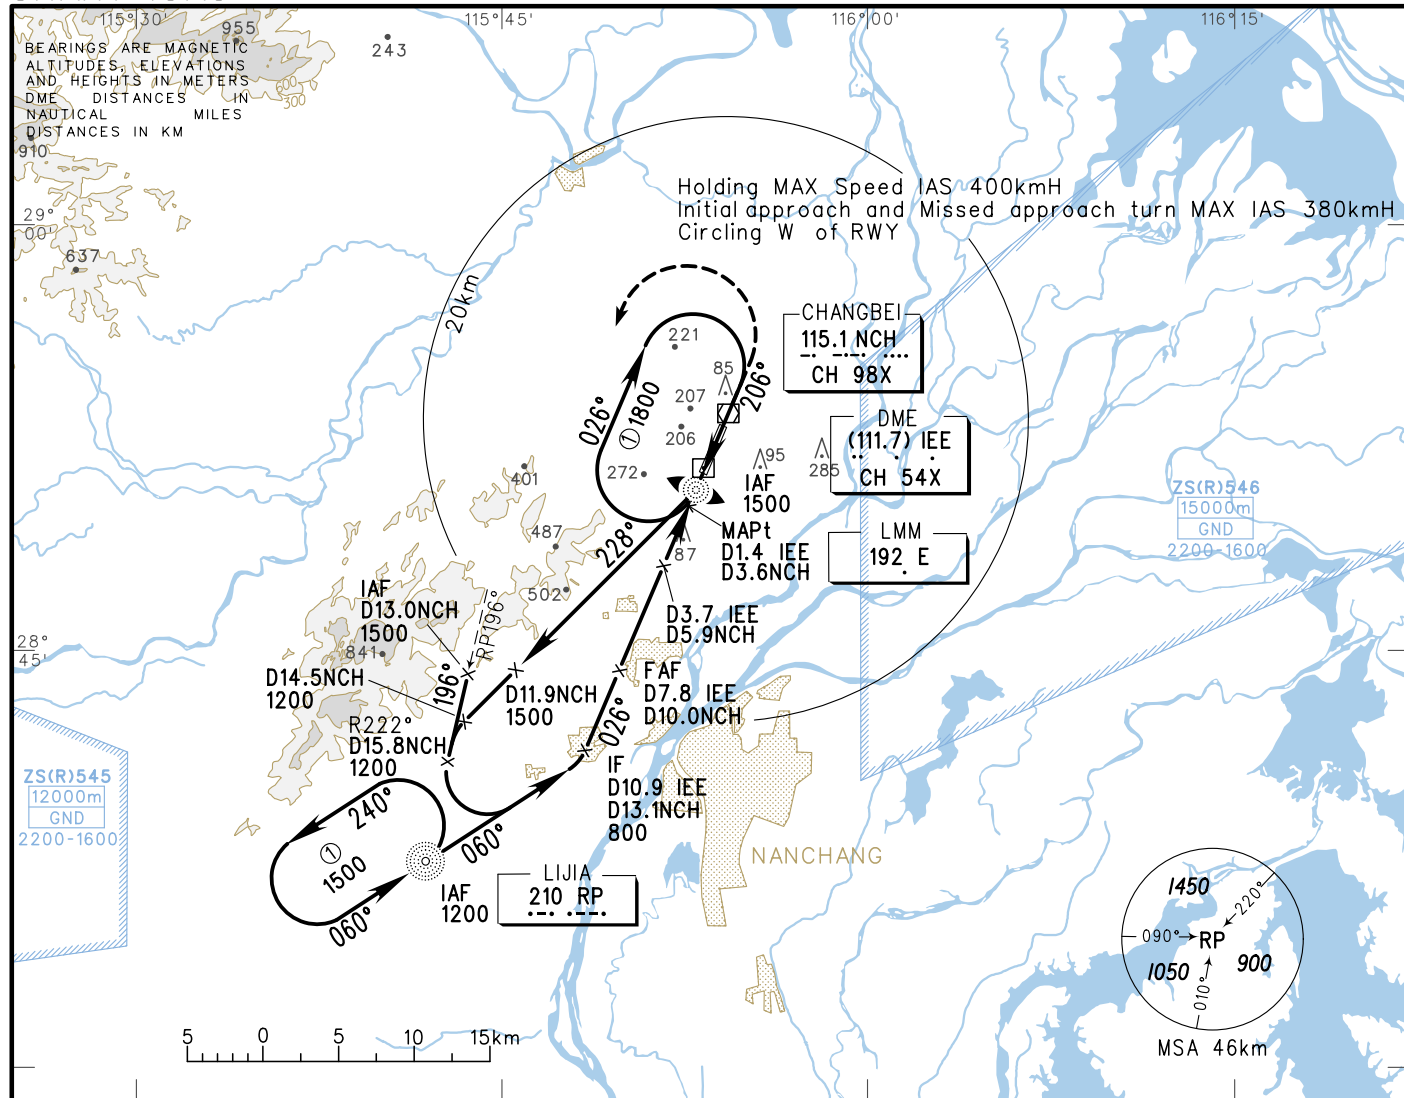 115°30'
115°45'
116°00'
116°15'
BEARINGS ARE MAGNETIC
ALTITUDES, ELEVATIONS
AND HEIGHTS IN METERS
DME DISTANCES IN
NAUTICAL MILES
DISTANCES IN KM
955
243
600
300
910
29°
00'
637
Holding MAX Speed IAS 400kmH
Initial approach and Missed approach turn MAX IAS 380kmH
Circling W of RWY
20km
CHANGBEI
115.1 NCH
-. -.-. ....
CH 98X
221
85
207
206
272
026°
① 1800
206°
95
285
IAF
1500
DME
(111.7) IEE
.. . .
CH 54X
LMM
192 E
.
MAPt
D1.4 IEE
D3.6NCH
87
401
487
502
841
228°
ZS(R)546
15000m
GND
2200-1600
IAF
D13.0NCH
1500
RP196°
D3.7 IEE
D5.9NCH
28°
45'
D14.5NCH
1200
196°
D11.9NCH
1500
FAF
D7.8 IEE
D10.0NCH
R222°
D15.8NCH
1200
026°
IF
D10.9 IEE
D13.1NCH
800
ZS(R)545
12000m
GND
2200-1600
240°
① 1500
060°
060°
IAF
1200
LIJIA
210 RP
.-. .--.
NANCHANG
1450
220°
090°
RP
1050
900
010°
MSA 46km
5 0 5 10 15km